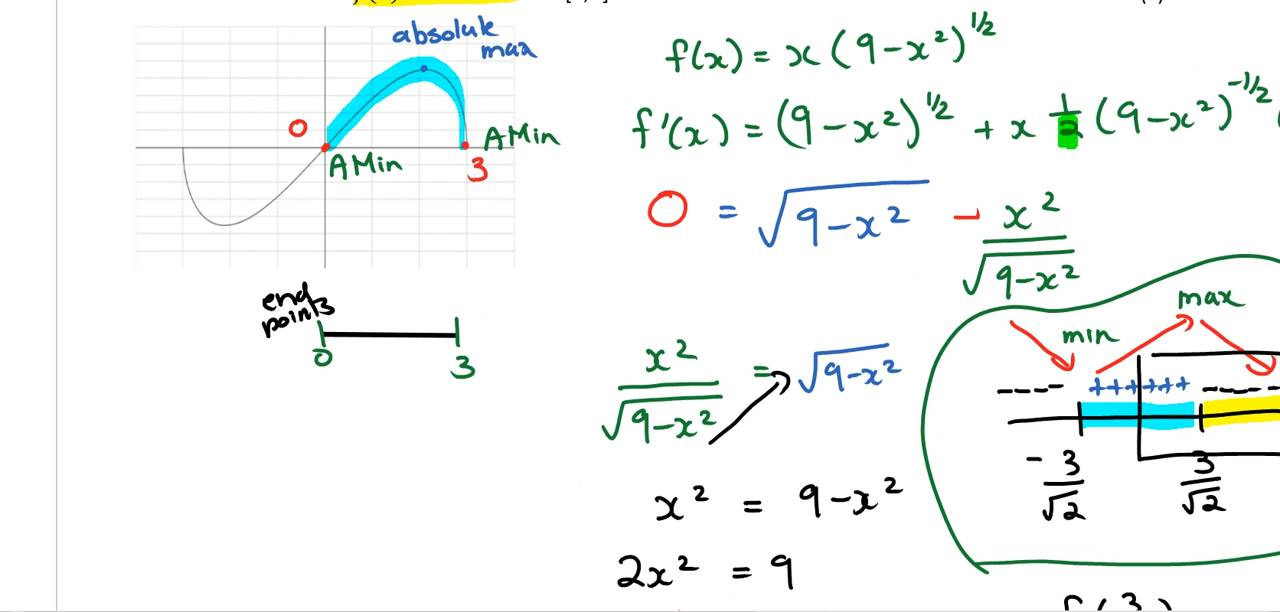 absolute
max
0
AMin
AMin
3
end
points
0
3
f(x) = x (9-x²)^{1/2}
f'(x) = (9-x²)^{1/2} + x 1/2 (9-x²)^{-1/2}
0 = √(9-x²) - x²/√(9-x²)
x²/√(9-x²) = √(9-x²)
x² = 9-x²
2x² = 9
max
min
---- ++++++ ----
- 3/√2 3/√2